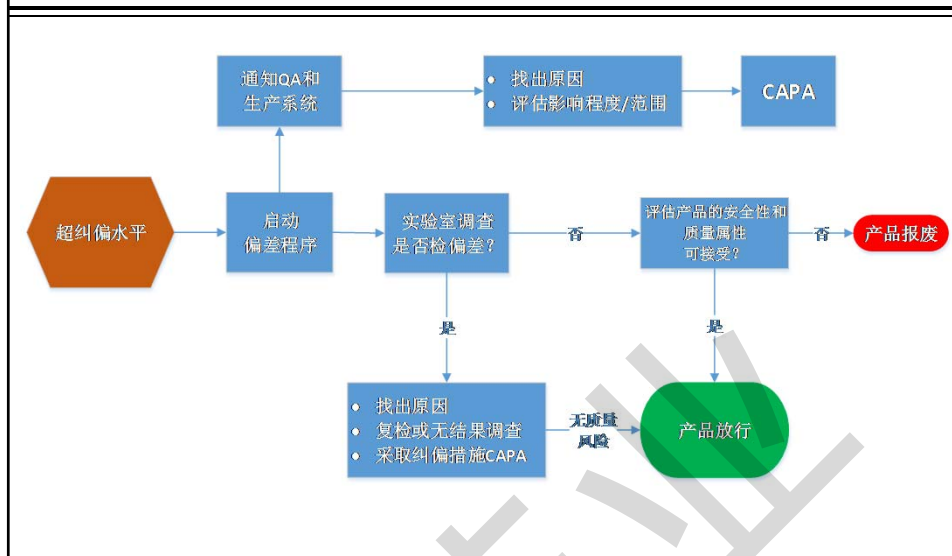 通知QA和
生产系统
• 找出原因
• 评估影响程度/范围
CAPA
超纠偏水平
启动
偏差程序
实验室调查
是否检偏差？
否
评估产品的安全性和
质量属性
可接受？
否
产品报废
是
是
• 找出原因
• 复检或无结果调查
• 采取纠偏措施CAPA
无质量
风险
产品放行
业